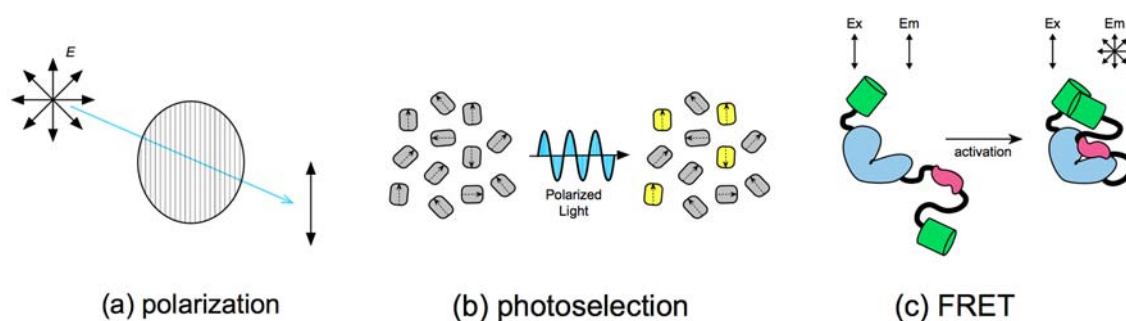 E
(a) polarization
Polarized
Light
(b) photoselection
Ex Em
activation
Ex Em
(c) FRET